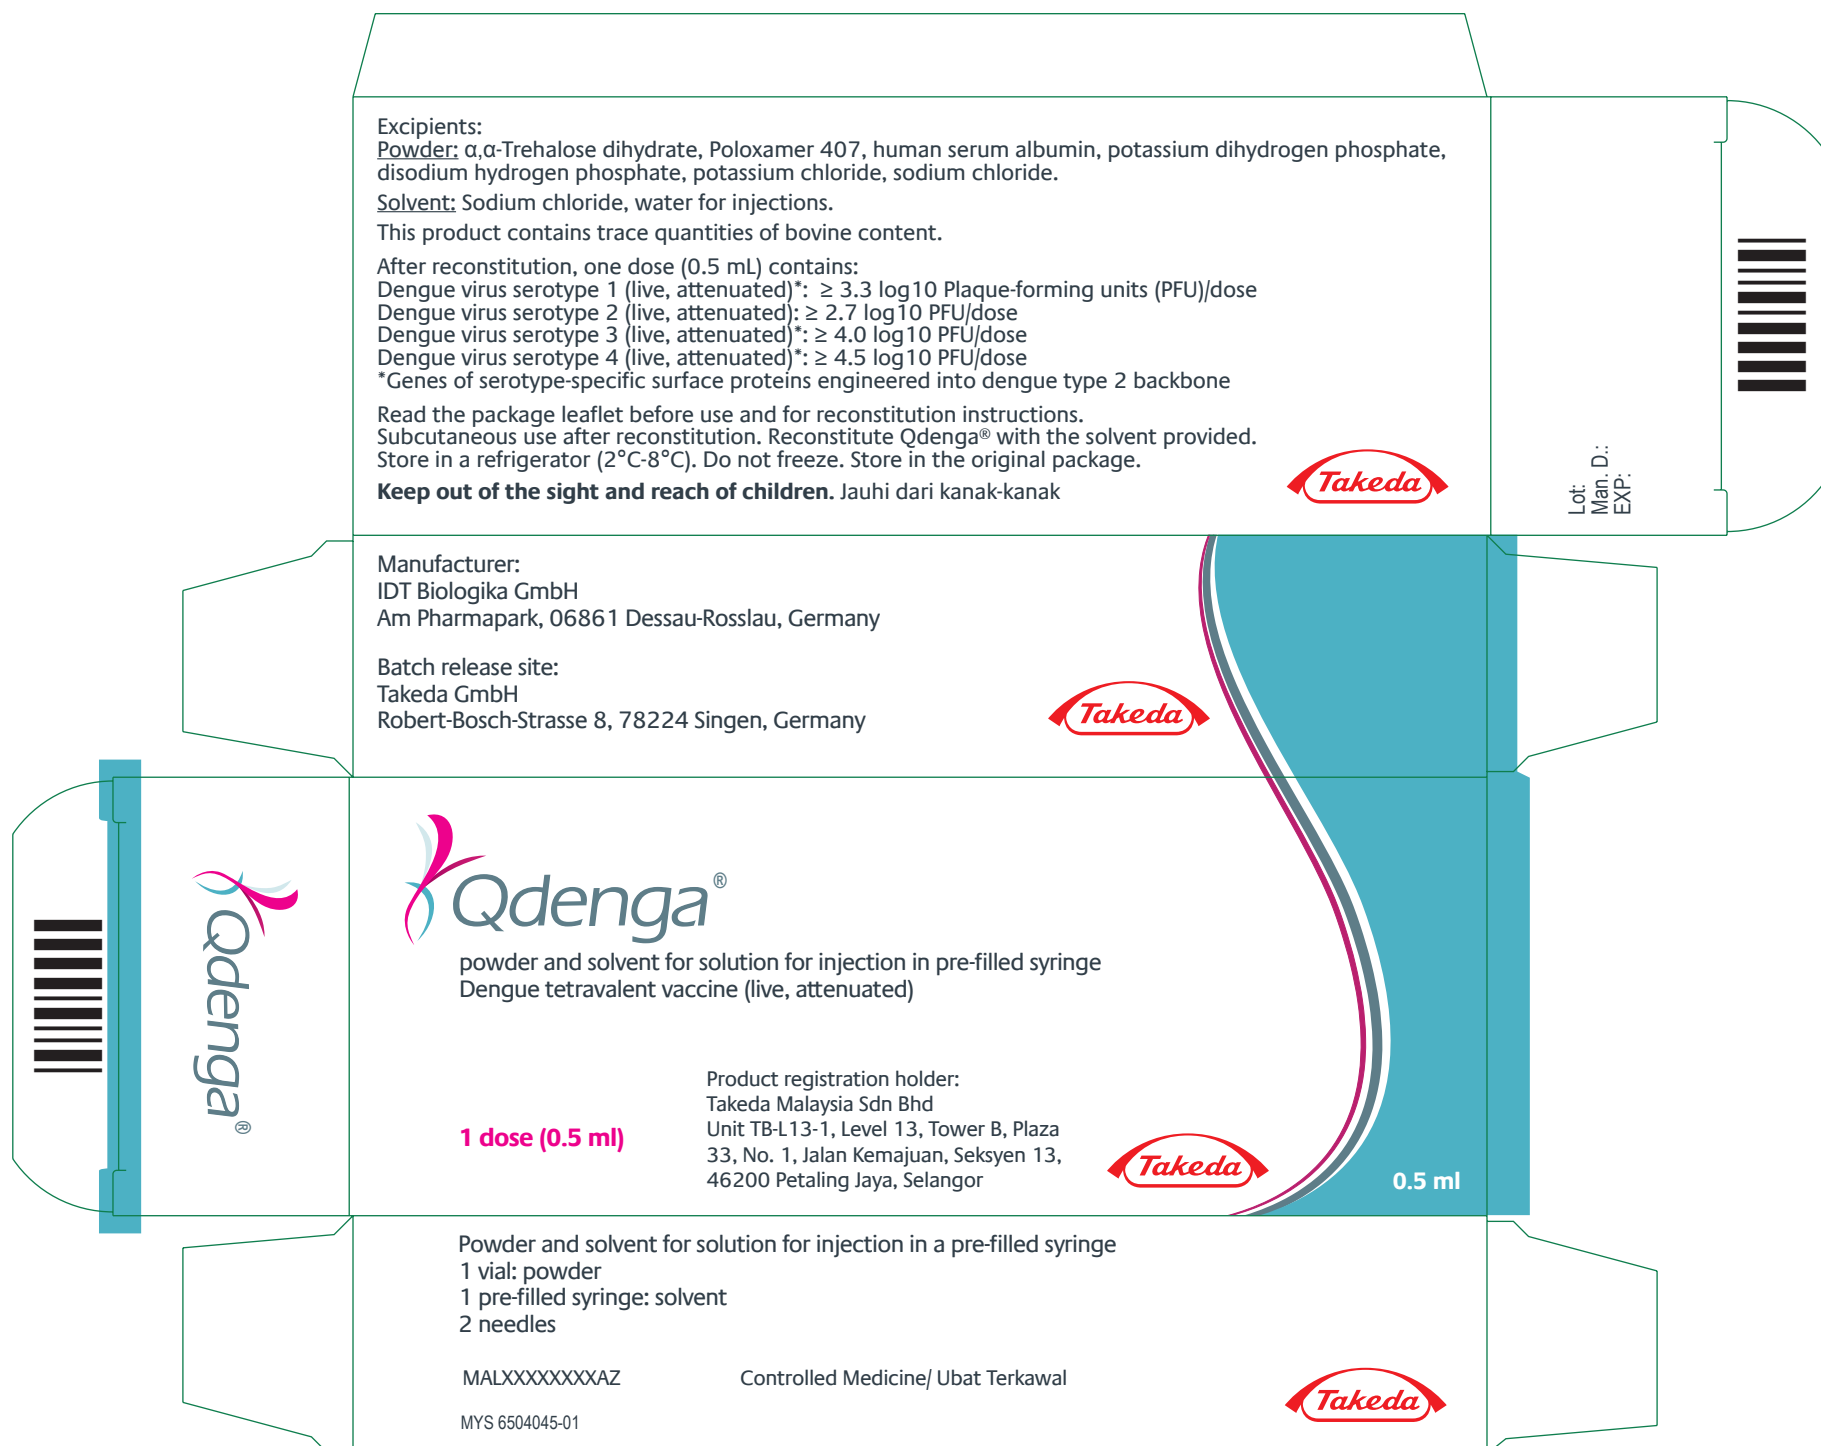 Excipients:
Powder: α,α-Trehalose dihydrate, Poloxamer 407, human serum albumin, potassium dihydrogen phosphate,
disodium hydrogen phosphate, potassium chloride, sodium chloride.
Solvent: Sodium chloride, water for injections.
This product contains trace quantities of bovine content.
After reconstitution, one dose (0.5 mL) contains:
Dengue virus serotype 1 (live, attenuated)*: ≥ 3.3 log10 Plaque-forming units (PFU)/dose
Dengue virus serotype 2 (live, attenuated): ≥ 2.7 log10 PFU/dose
Dengue virus serotype 3 (live, attenuated)*: ≥ 4.0 log10 PFU/dose
Dengue virus serotype 4 (live, attenuated)*: ≥ 4.5 log10 PFU/dose
*Genes of serotype-specific surface proteins engineered into dengue type 2 backbone
Read the package leaflet before use and for reconstitution instructions.
Subcutaneous use after reconstitution. Reconstitute Qdenga® with the solvent provided.
Store in a refrigerator (2°C-8°C). Do not freeze. Store in the original package.
Keep out of the sight and reach of children. Jauhi dari kanak-kanak
Takeda
Lot:
Man. D.:
EXP:
Manufacturer:
IDT Biologika GmbH
Am Pharmapark, 06861 Dessau-Rosslau, Germany
Batch release site:
Takeda GmbH
Robert-Bosch-Strasse 8, 78224 Singen, Germany
Takeda
Qdenga®
Qdenga®
powder and solvent for solution for injection in pre-filled syringe
Dengue tetravalent vaccine (live, attenuated)
1 dose (0.5 ml)
Product registration holder:
Takeda Malaysia Sdn Bhd
Unit TB-L13-1, Level 13, Tower B, Plaza
33, No. 1, Jalan Kemajuan, Seksyen 13,
46200 Petaling Jaya, Selangor
Takeda
0.5 ml
Powder and solvent for solution for injection in a pre-filled syringe
1 vial: powder
1 pre-filled syringe: solvent
2 needles
MALXXXXXXXXAZ
Controlled Medicine/ Ubat Terkawal
MYS 6504045-01
Takeda